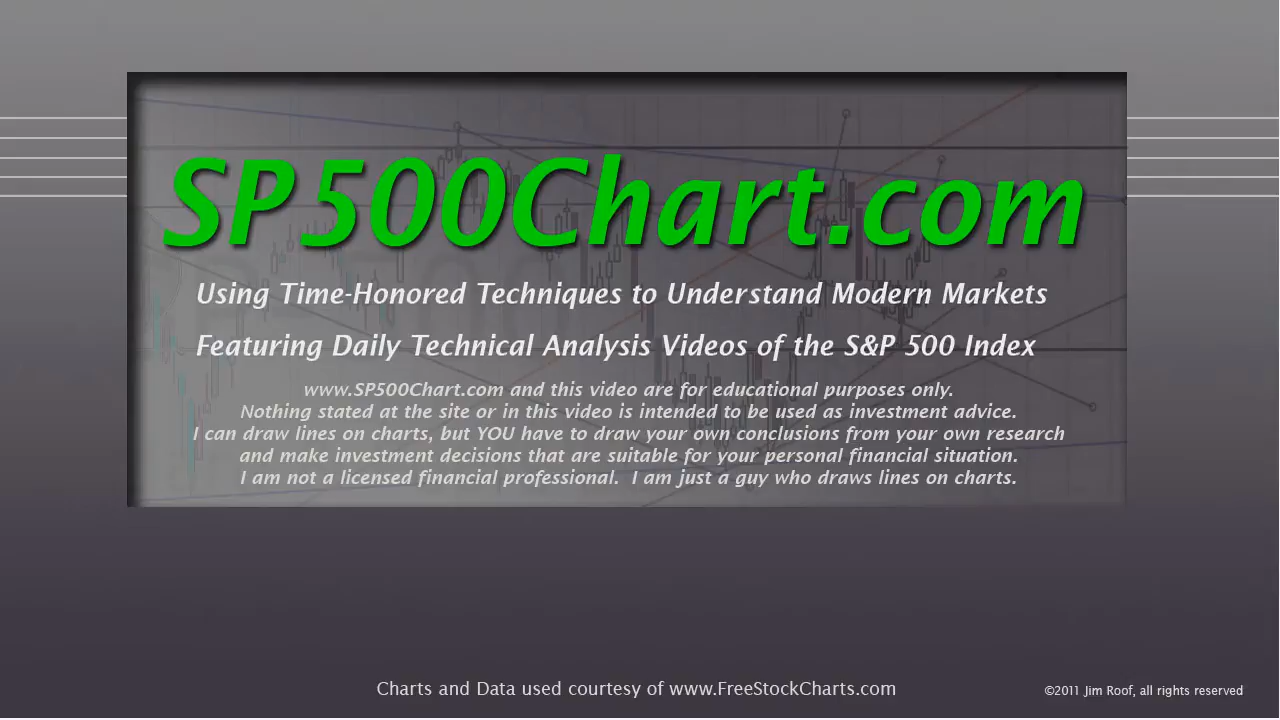 SP500Chart.com
Using Time-Honored Techniques to Understand Modern Markets
Featuring Daily Technical Analysis Videos of the S&P 500 Index
www.SP500Chart.com and this video are for educational purposes only.
Nothing stated at the site or in this video is intended to be used as investment advice.
I can draw lines on charts, but YOU have to draw your own conclusions from your own research
and make investment decisions that are suitable for your personal financial situation.
I am not a licensed financial professional.  I am just a guy who draws lines on charts.
Charts and Data used courtesy of www.FreeStockCharts.com
©2011 Jim Roof, all rights reserved